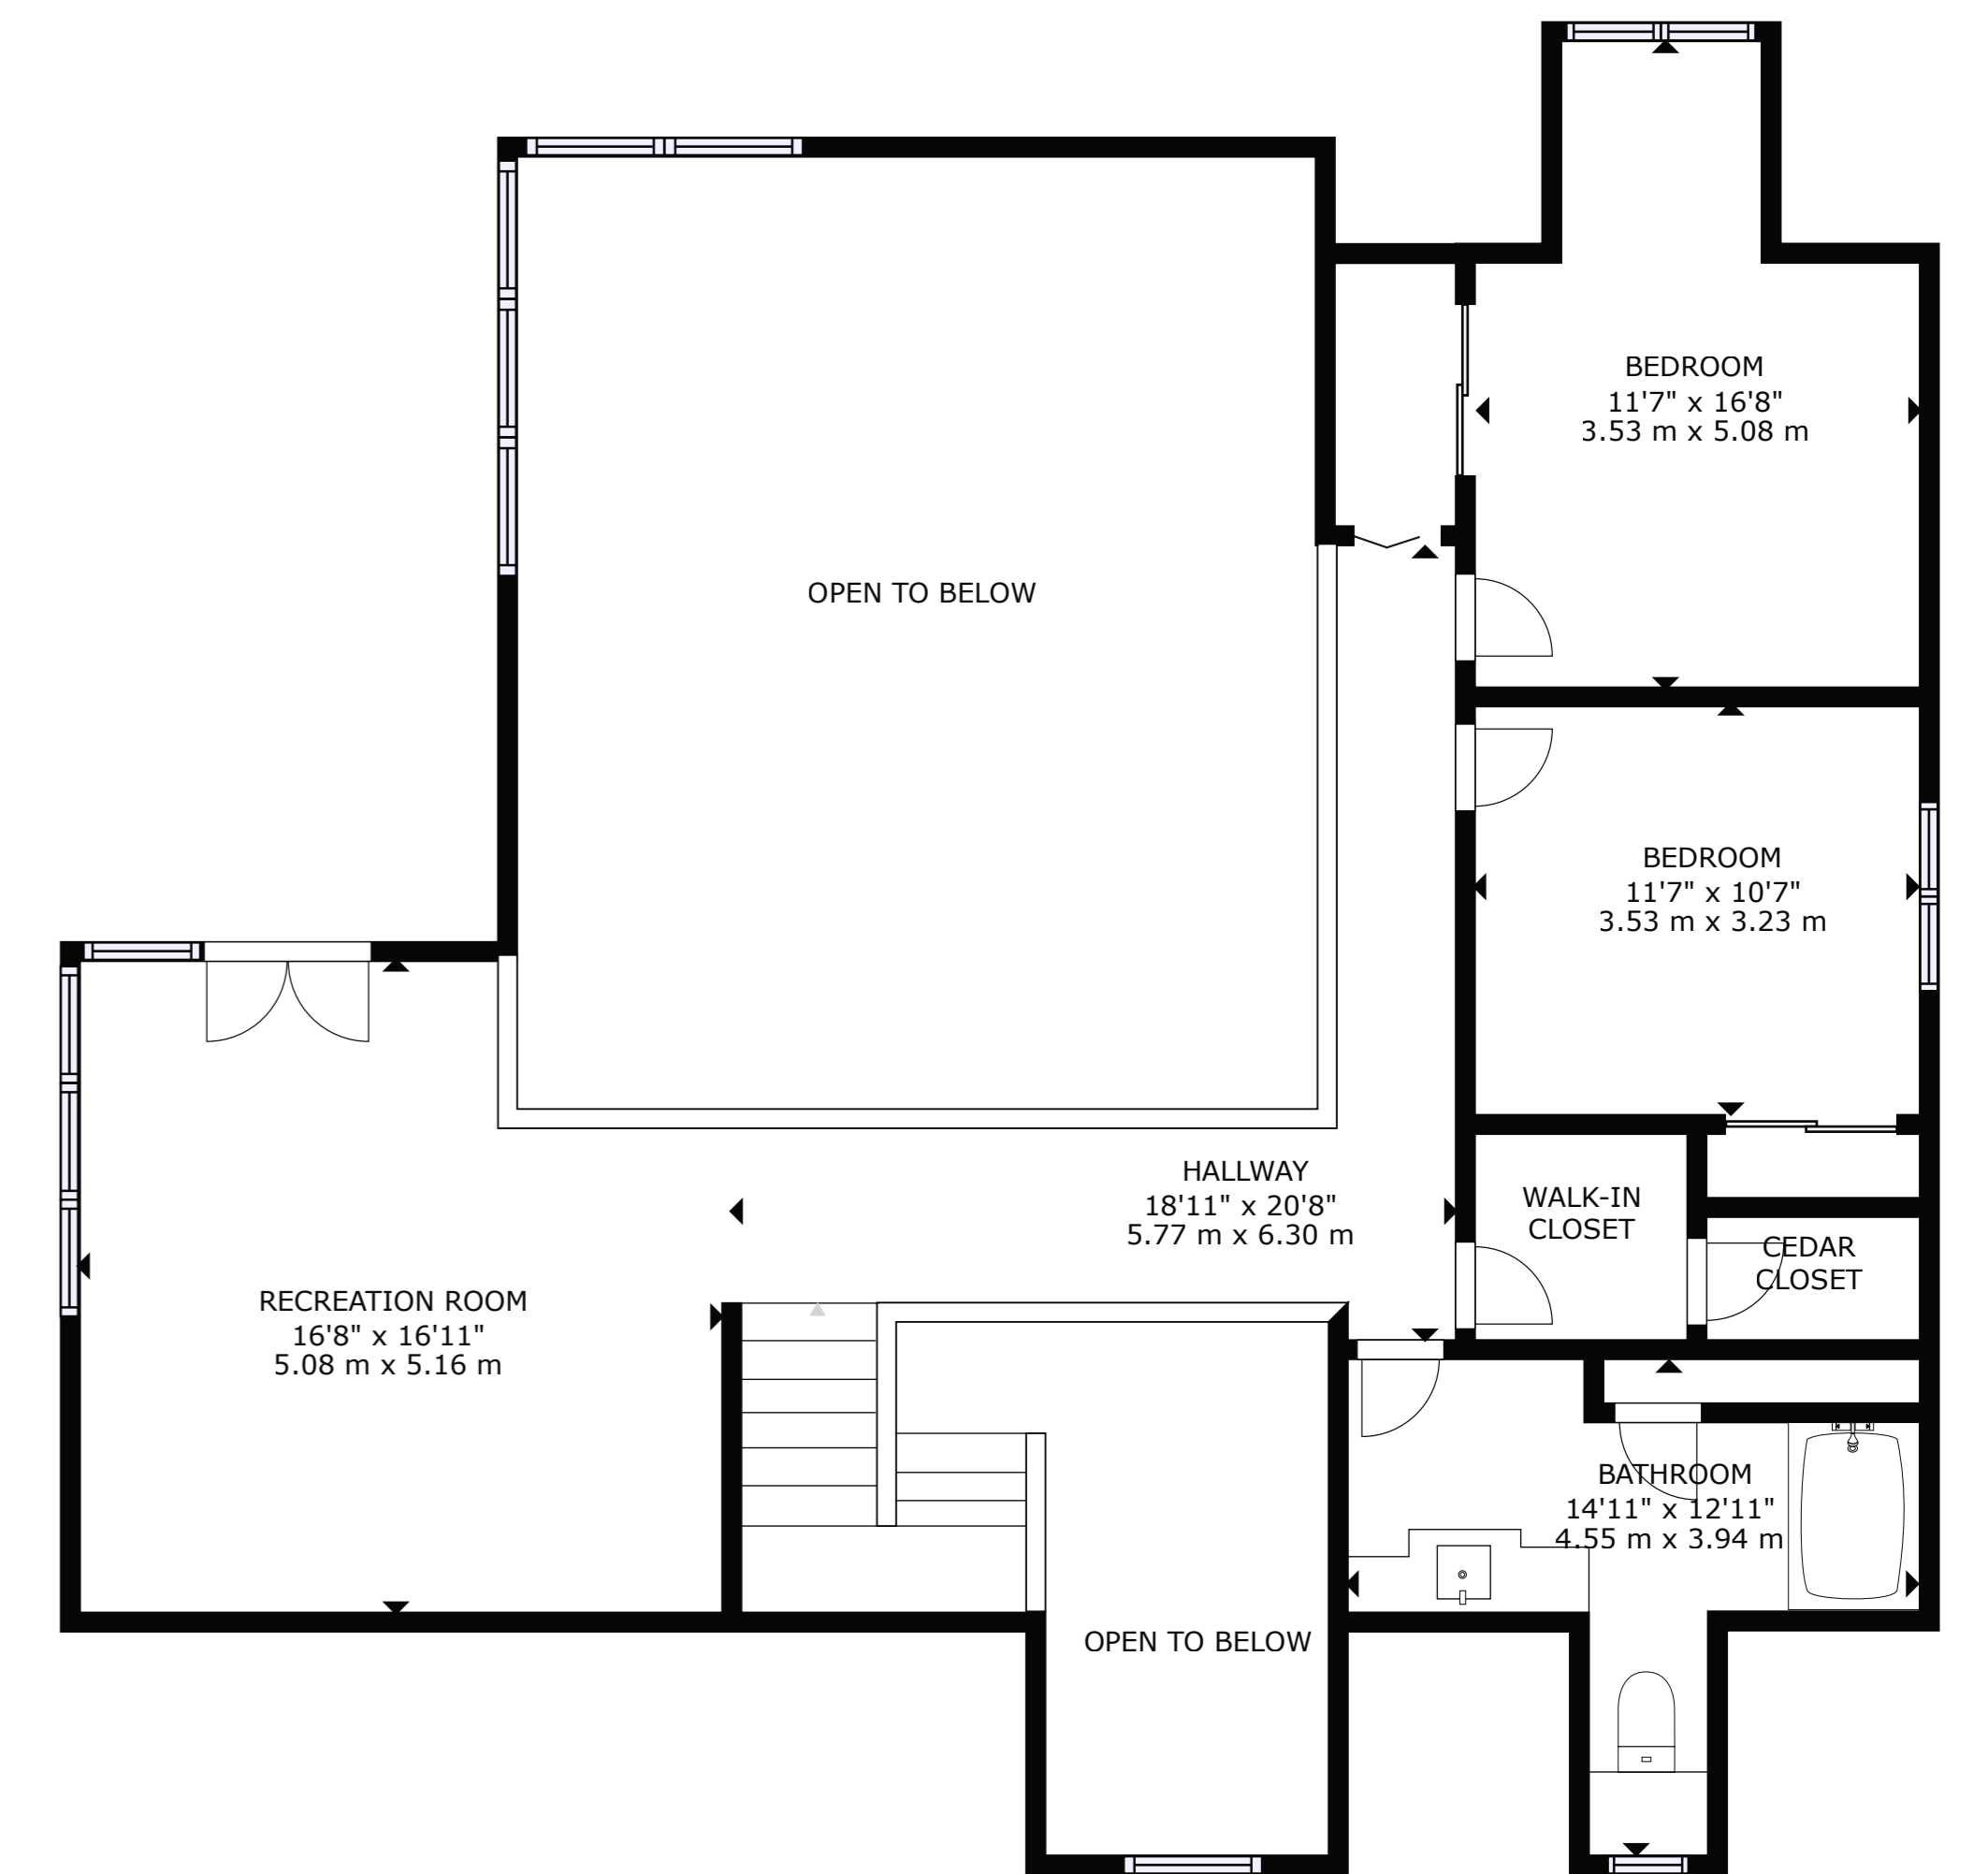 BEDROOM
11'7" x 16'8"
3.53 m x 5.08 m
OPEN TO BELOW
BEDROOM
11'7" x 10'7"
3.53 m x 3.23 m
HALLWAY
18'11" x 20'8"
5.77 m x 6.30 m
WALK-IN
CLOSET
CEDAR
CLOSET
RECREATION ROOM
16'8" x 16'11"
5.08 m x 5.16 m
BATHROOM
14'11" x 12'11"
4.55 m x 3.94 m
OPEN TO BELOW